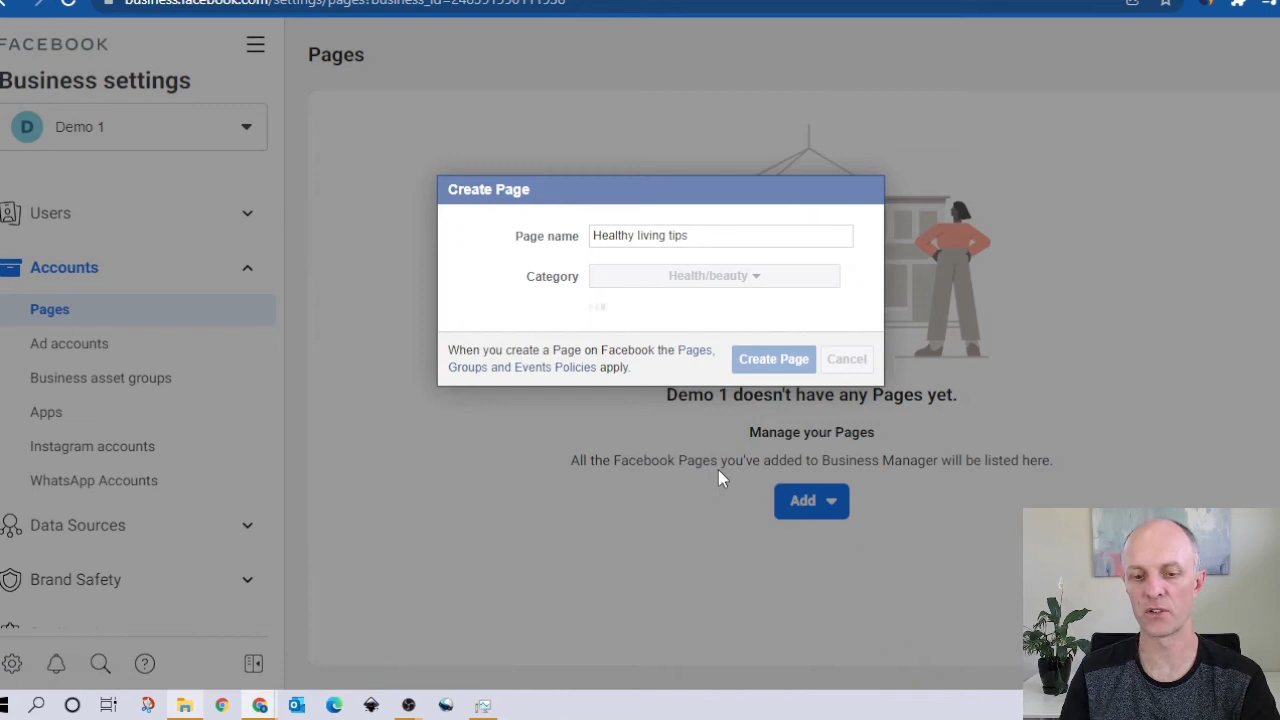 FACEBOOK
Business settings
D Demo 1
Users
Accounts
Pages
Ad accounts
Business asset groups
Apps
Instagram accounts
WhatsApp Accounts
Data Sources
Brand Safety
Pages
Create Page
Page name Healthy living tips
Category Health/beauty
When you create a Page on Facebook the Pages,
Groups and Events Policies apply.
Create Page Cancel
Demo 1 doesn't have any Pages yet.
Manage your Pages
All the Facebook Pages you've added to Business Manager will be listed here.
Add